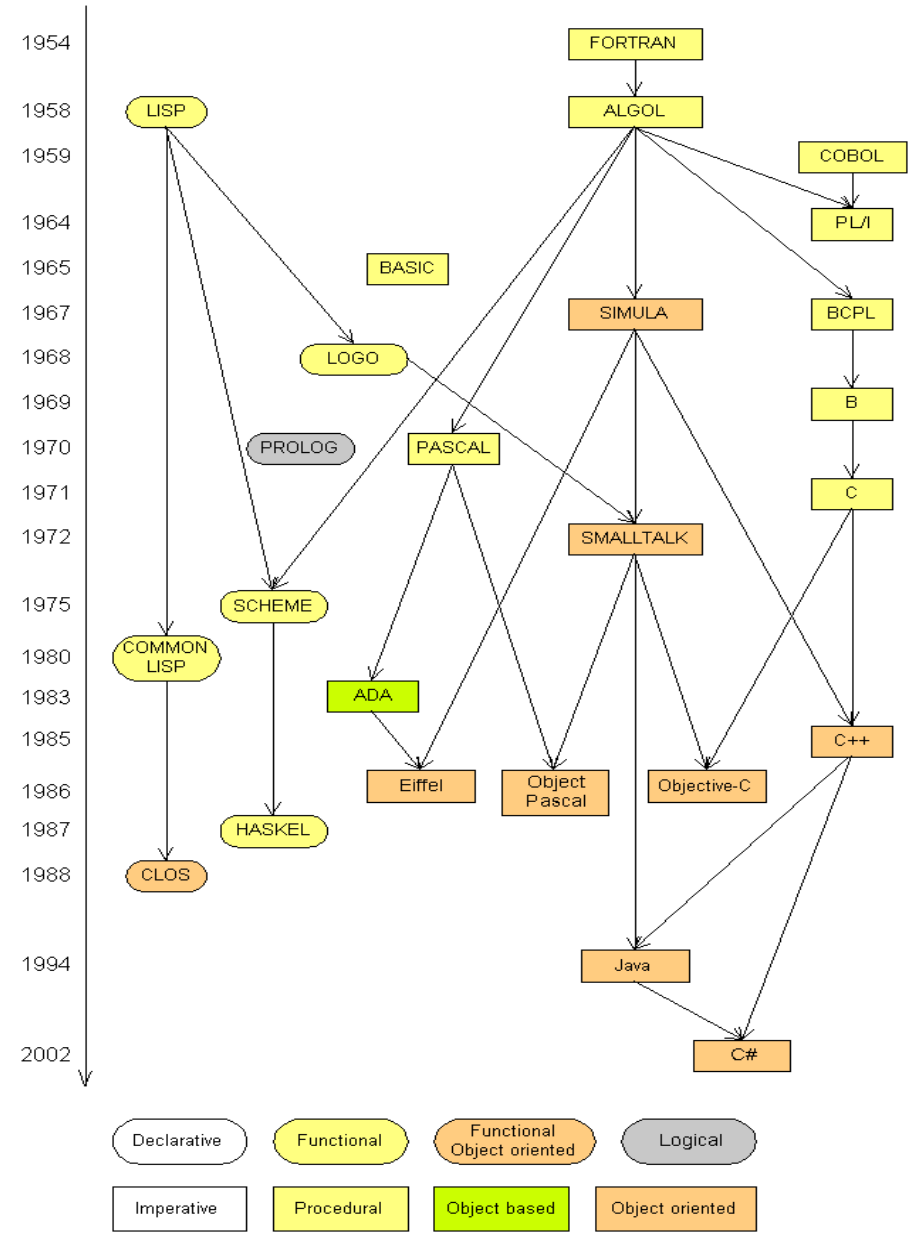 1954
FORTRAN
1958
LISP
ALGOL
1959
COBOL
1964
PL/I
1965
BASIC
1967
SIMULA
BCPL
1968
LOGO
1969
B
1970
PROLOG
PASCAL
1971
C
1972
SMALLTALK
1975
SCHEME
1980
COMMON
LISP
1983
ADA
1985
C++
1986
Eiffel
Object
Pascal
Objective-C
1987
HASKEL
1988
CLOS
1994
Java
2002
C#
Declarative
Functional
Functional
Object oriented
Logical
Imperative
Procedural
Object based
Object oriented